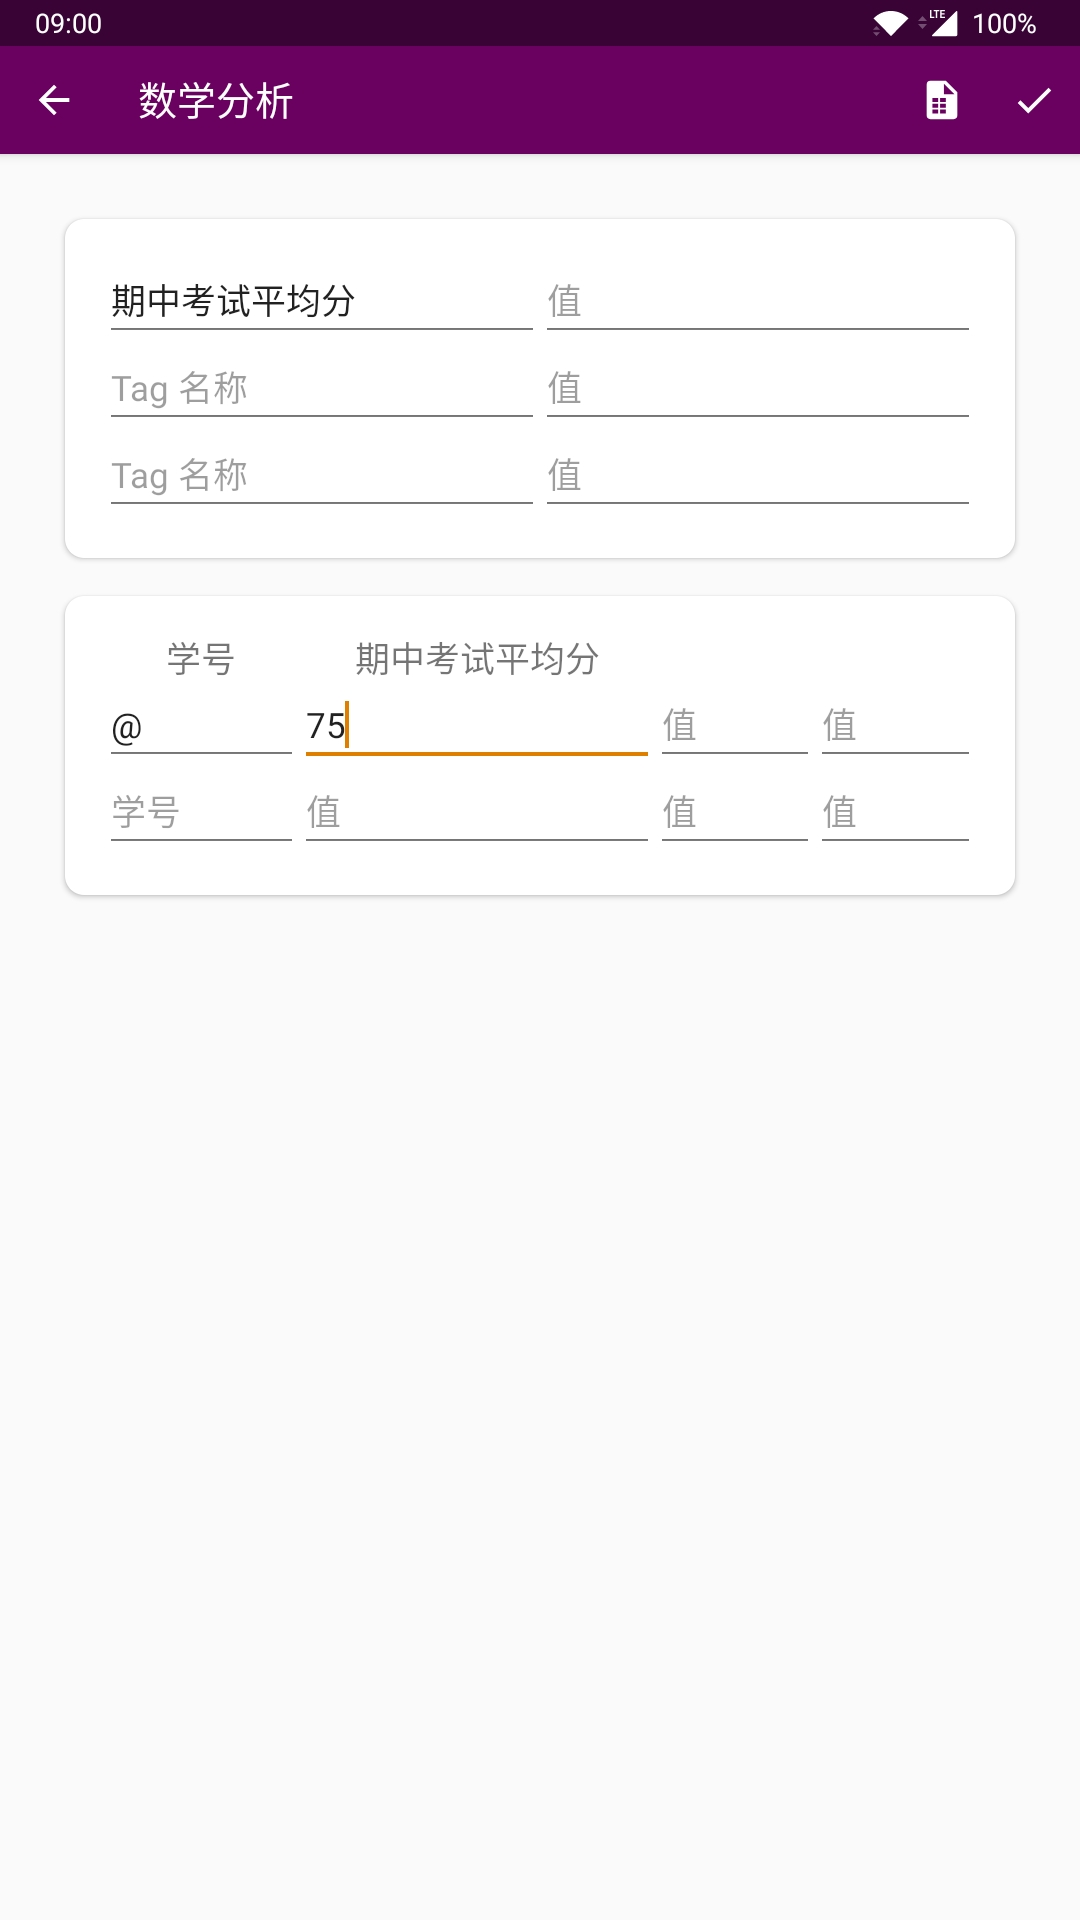 09:00 LTE 100%
数学分析
期中考试平均分 值
Tag 名称 值
Tag 名称 值
学号 期中考试平均分
@ 75 值 值
学号 值 值 值